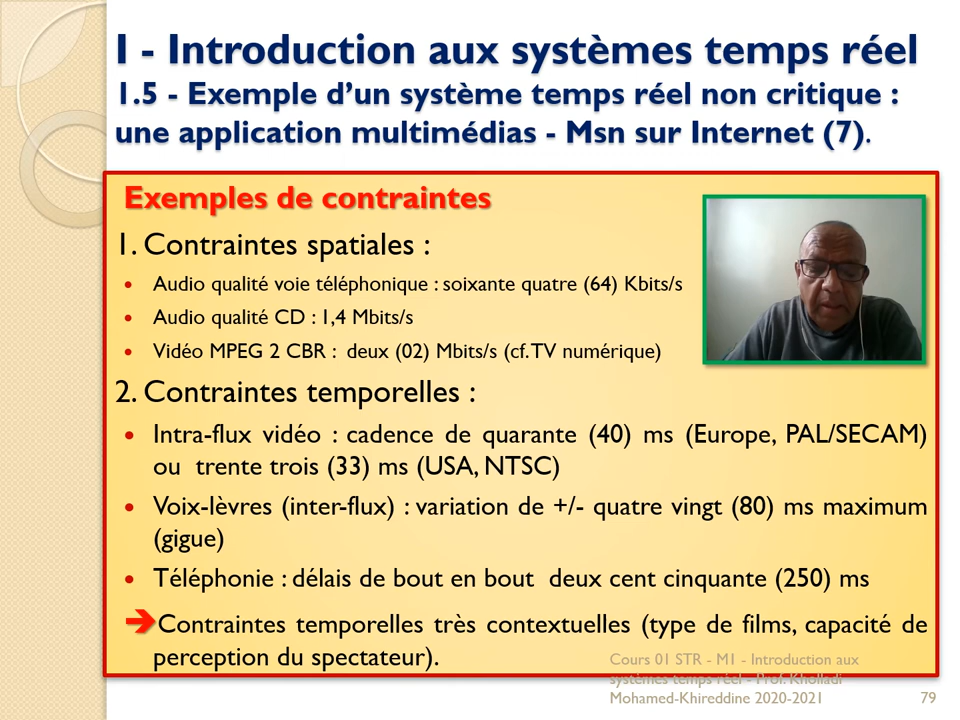 I - Introduction aux systèmes temps réel
1.5 - Exemple d’un système temps réel non critique :
une application multimédias - Msn sur Internet (7).
Exemples de contraintes
1. Contraintes spatiales :
• Audio qualité voie téléphonique : soixante quatre (64) Kbits/s
• Audio qualité CD : 1,4 Mbits/s
• Vidéo MPEG 2 CBR : deux (02) Mbits/s (cf. TV numérique)
2. Contraintes temporelles :
• Intra-flux vidéo : cadence de quarante (40) ms (Europe, PAL/SECAM)
ou trente trois (33) ms (USA, NTSC)
• Voix-lèvres (inter-flux) : variation de +/- quatre vingt (80) ms maximum
(gigue)
• Téléphonie : délais de bout en bout deux cent cinquante (250) ms
➔Contraintes temporelles très contextuelles (type de films, capacité de
perception du spectateur).
Cours 01 STR - M1 - Introduction aux
systèmes temps réel - Prof. Kholladi
Mohamed-Khireddine 2020-2021
79